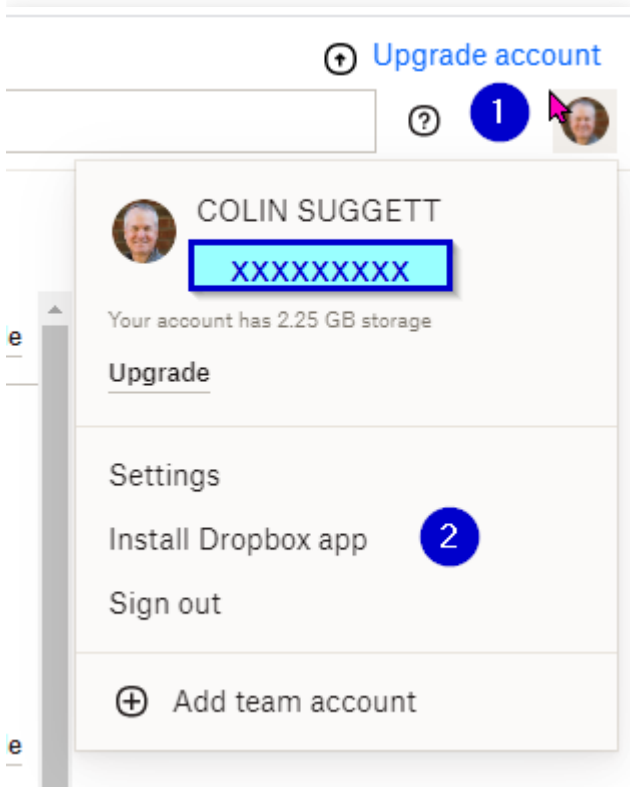 Upgrade account
1
COLIN SUGGETT
xxxxxxxxx
Your account has 2.25 GB storage
e
Upgrade
Settings
Install Dropbox app
2
Sign out
Add team account
e